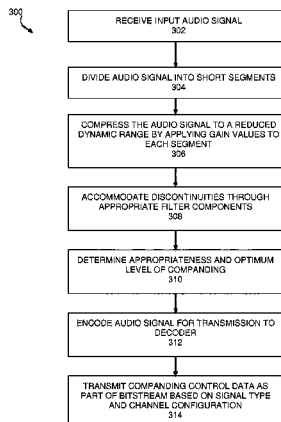 300
RECEIVE INPUT AUDIO SIGNAL
302
DIVIDE AUDIO SIGNAL INTO SHORT SEGMENTS
304
COMPRESS THE AUDIO SIGNAL TO A REDUCED
DYNAMIC RANGE BY APPLYING GAIN VALUES TO
EACH SEGMENT
306
ACCOMMODATE DISCONTINUITIES THROUGH
APPROPRIATE FILTER COMPONENTS
308
DETERMINE APPROPRIATENESS AND OPTIMUM
LEVEL OF COMPANDING
310
ENCODE AUDIO SIGNAL FOR TRANSMISSION TO
DECODER
312
TRANSMIT COMPANDING CONTROL DATA AS
PART OF BITSTREAM BASED ON SIGNAL TYPE
AND CHANNEL CONFIGURATION
314